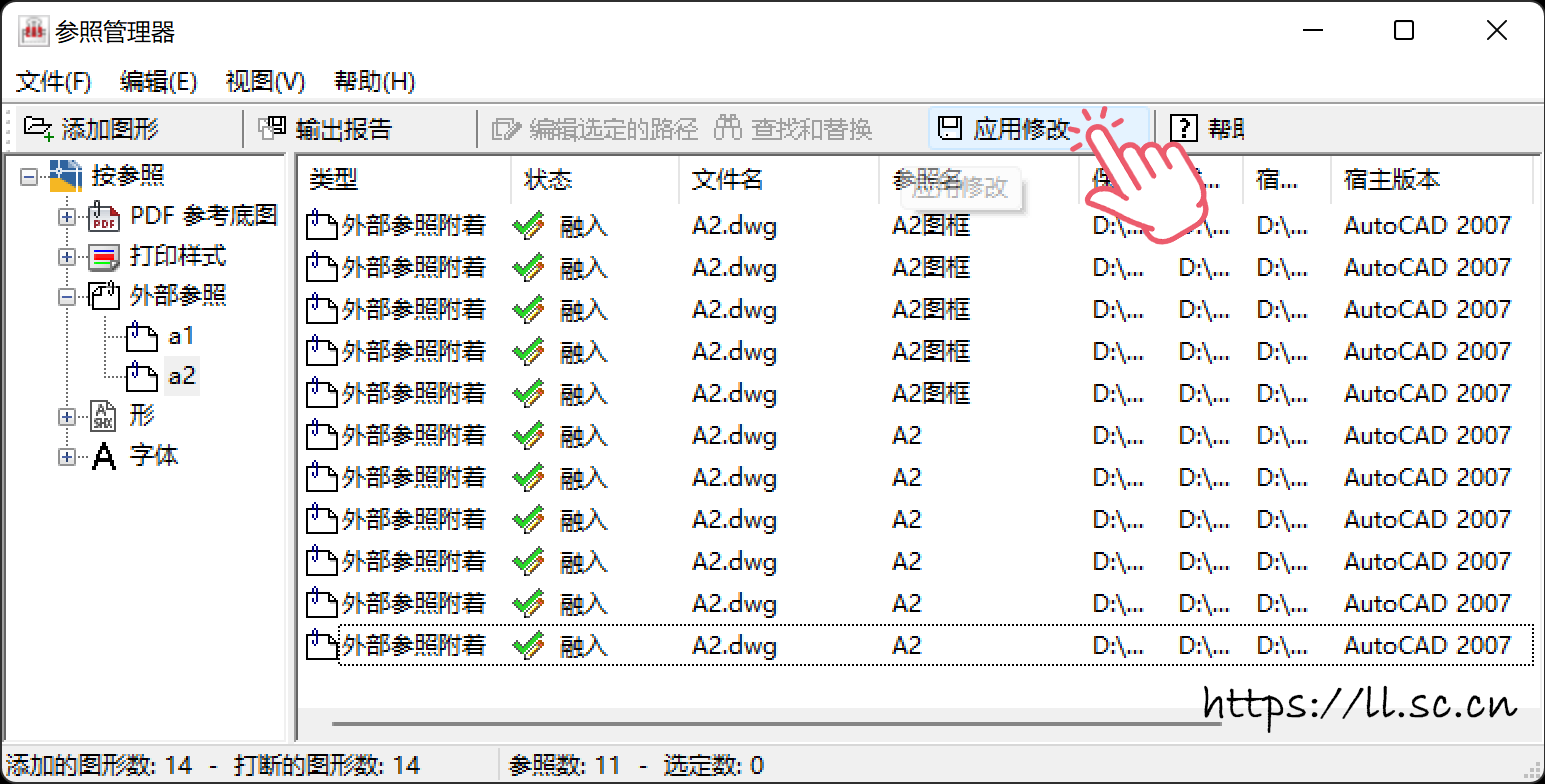 参照管理器
文件(F) 编辑(E) 视图(V) 帮助(H)
添加图形 输出报告 编辑选定的路径 查找和替换 应用修改 帮助
按参照
PDF 参考底图
打印样式
外部参照
a1
a2
形
字体
类型 状态 文件名 参照名 宿... 宿主版本
应用修改
外部参照附着 融入 A2.dwg A2图框 D:\... D:\... D:\... AutoCAD 2007
外部参照附着 融入 A2.dwg A2图框 D:\... D:\... D:\... AutoCAD 2007
外部参照附着 融入 A2.dwg A2图框 D:\... D:\... D:\... AutoCAD 2007
外部参照附着 融入 A2.dwg A2图框 D:\... D:\... D:\... AutoCAD 2007
外部参照附着 融入 A2.dwg A2图框 D:\... D:\... D:\... AutoCAD 2007
外部参照附着 融入 A2.dwg A2 D:\... D:\... D:\... AutoCAD 2007
外部参照附着 融入 A2.dwg A2 D:\... D:\... D:\... AutoCAD 2007
外部参照附着 融入 A2.dwg A2 D:\... D:\... D:\... AutoCAD 2007
外部参照附着 融入 A2.dwg A2 D:\... D:\... D:\... AutoCAD 2007
外部参照附着 融入 A2.dwg A2 D:\... D:\... D:\... AutoCAD 2007
外部参照附着 融入 A2.dwg A2 D:\... D:\... D:\... AutoCAD 2007
https://ll.sc.cn
添加的图形数: 14 - 打断的图形数: 14 参照数: 11 - 选定数: 0